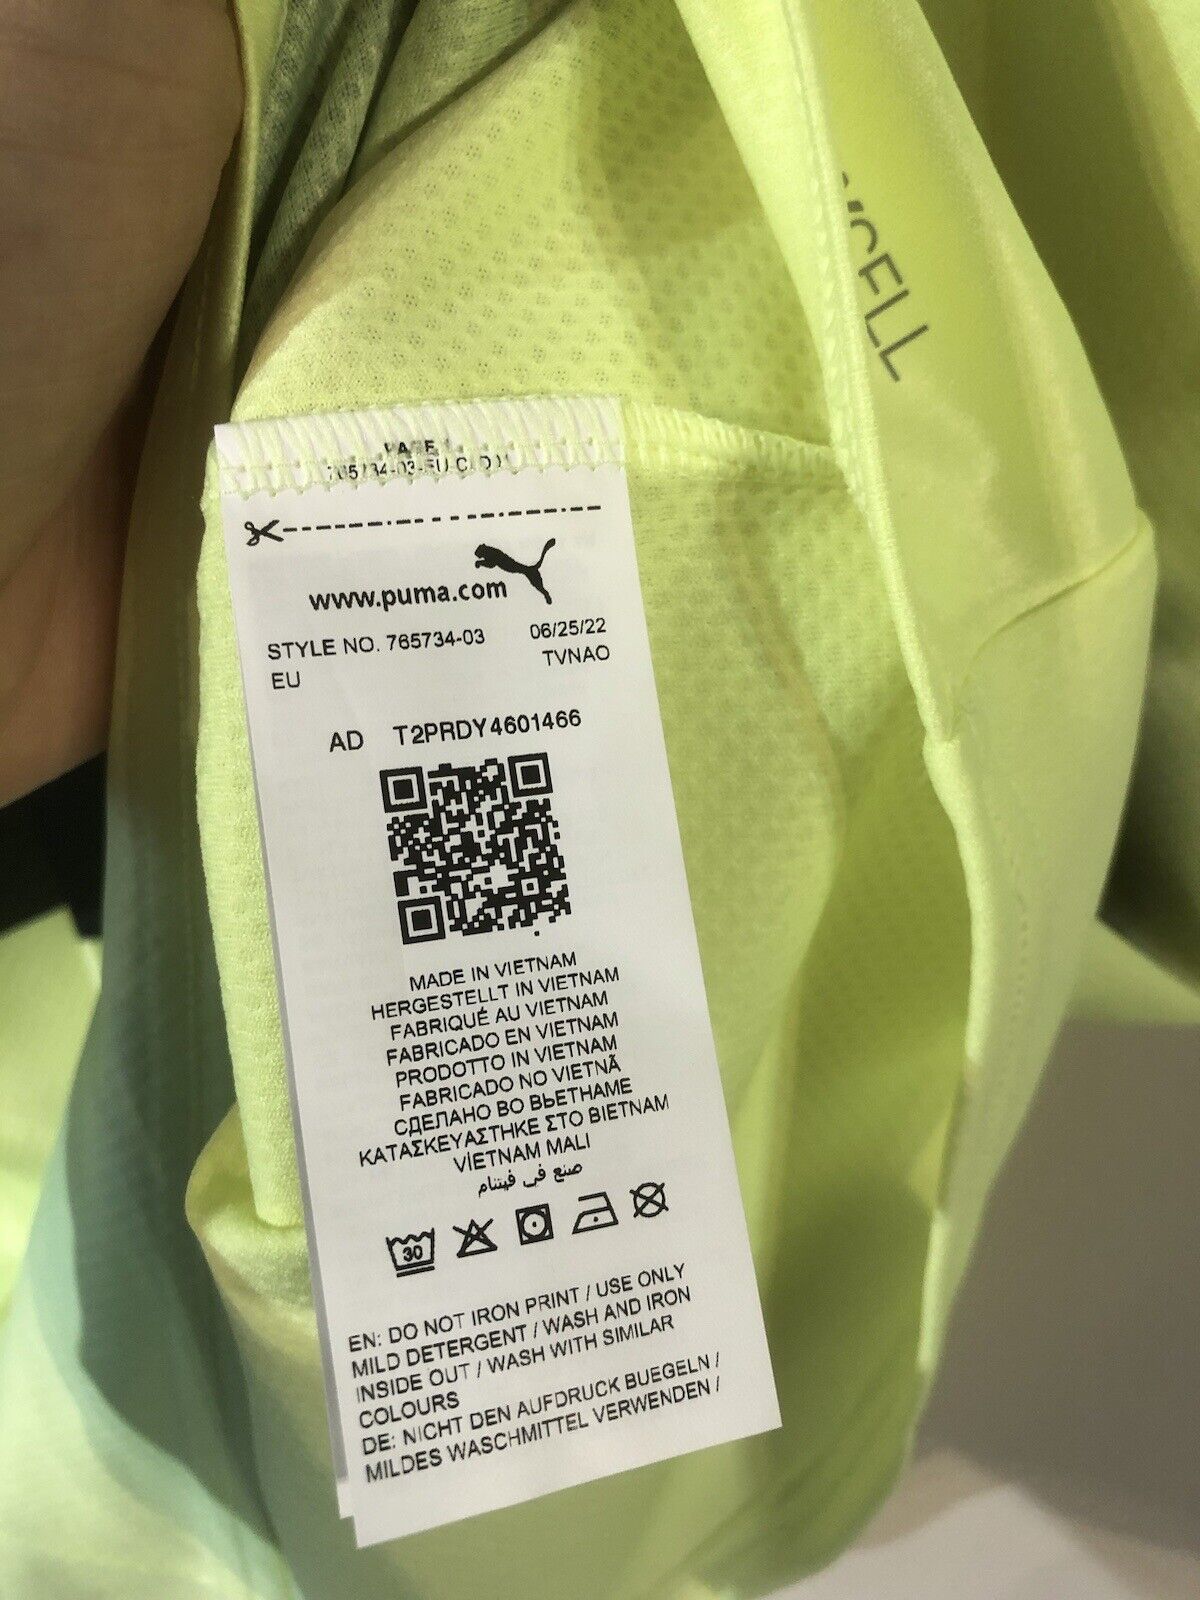 765734-03-EU
www.puma.com
STYLE NO. 765734-03 06/25/22
EU TVNAO
AD T2PRDY4601466
MADE IN VIETNAM
HERGESTELLT IN VIETNAM
FABRIQUÉ AU VIETNAM
FABRICADO EN VIETNAM
PRODOTTO IN VIETNAM
FABRICADO NO VIETNÃ
СДЕЛАНО ВО ВЬЕТНАМЕ
ΚΑΤΑΣΚΕΥΑΣΤΗΚΕ ΣΤΟ ΒΙΕΤΝΑΜ
VİETNAM MALI
صنع في فيتنام
30
EN: DO NOT IRON PRINT / USE ONLY
MILD DETERGENT / WASH AND IRON
INSIDE OUT / WASH WITH SIMILAR
COLOURS
DE: NICHT DEN AUFDRUCK BUEGELN /
MILDES WASCHMITTEL VERWENDEN /